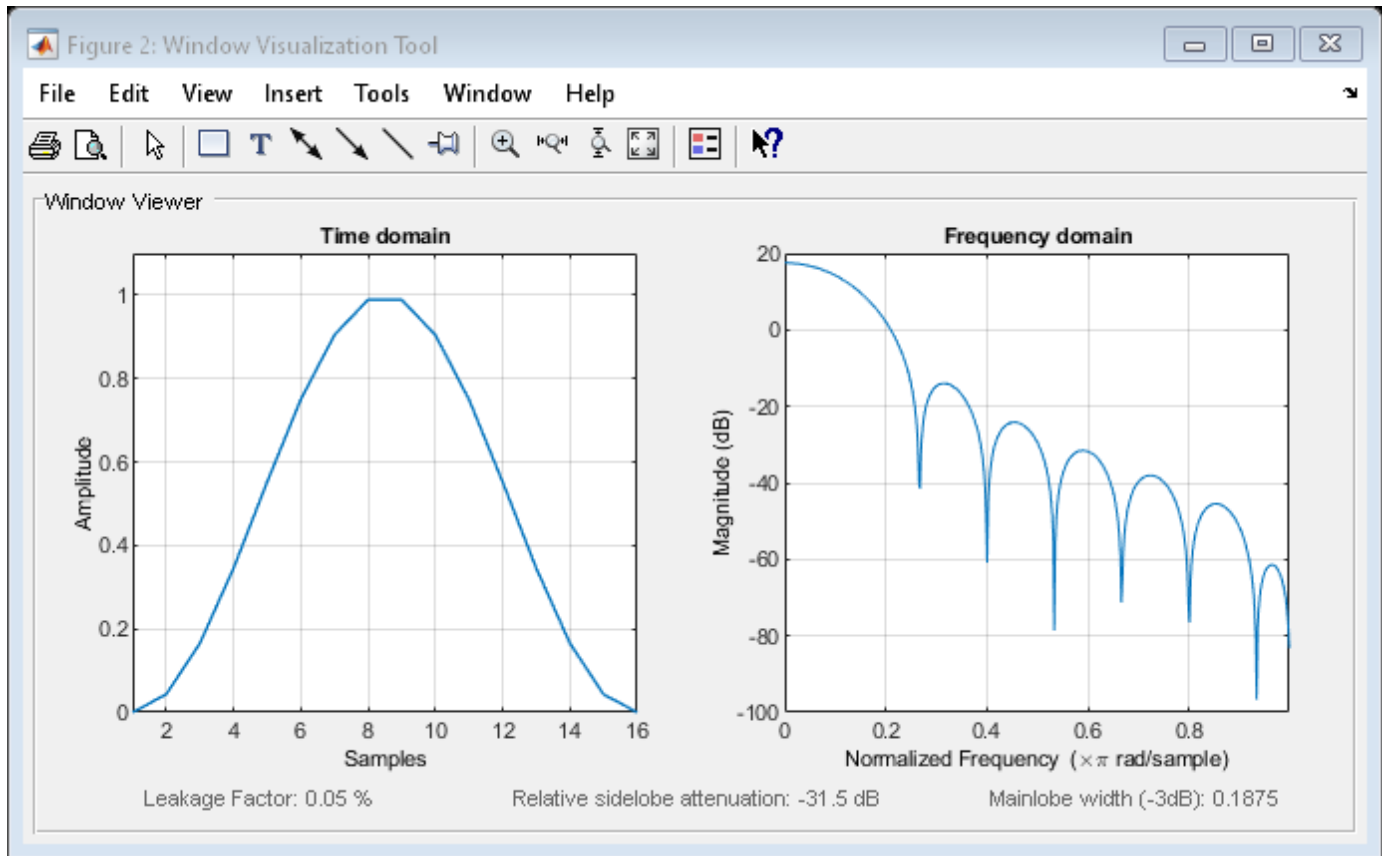 Figure 2: Window Visualization Tool
File Edit View Insert Tools Window Help
T
?
Window Viewer
Time domain
1
0.8
0.6
0.4
0.2
0
Amplitude
2 4 6 8 10 12 14 16
Samples
Frequency domain
20
0
-20
-40
-60
-80
-100
Magnitude (dB)
0 0.2 0.4 0.6 0.8
Normalized Frequency (×π rad/sample)
Leakage Factor: 0.05 % Relative sidelobe attenuation: -31.5 dB Mainlobe width (-3dB): 0.1875